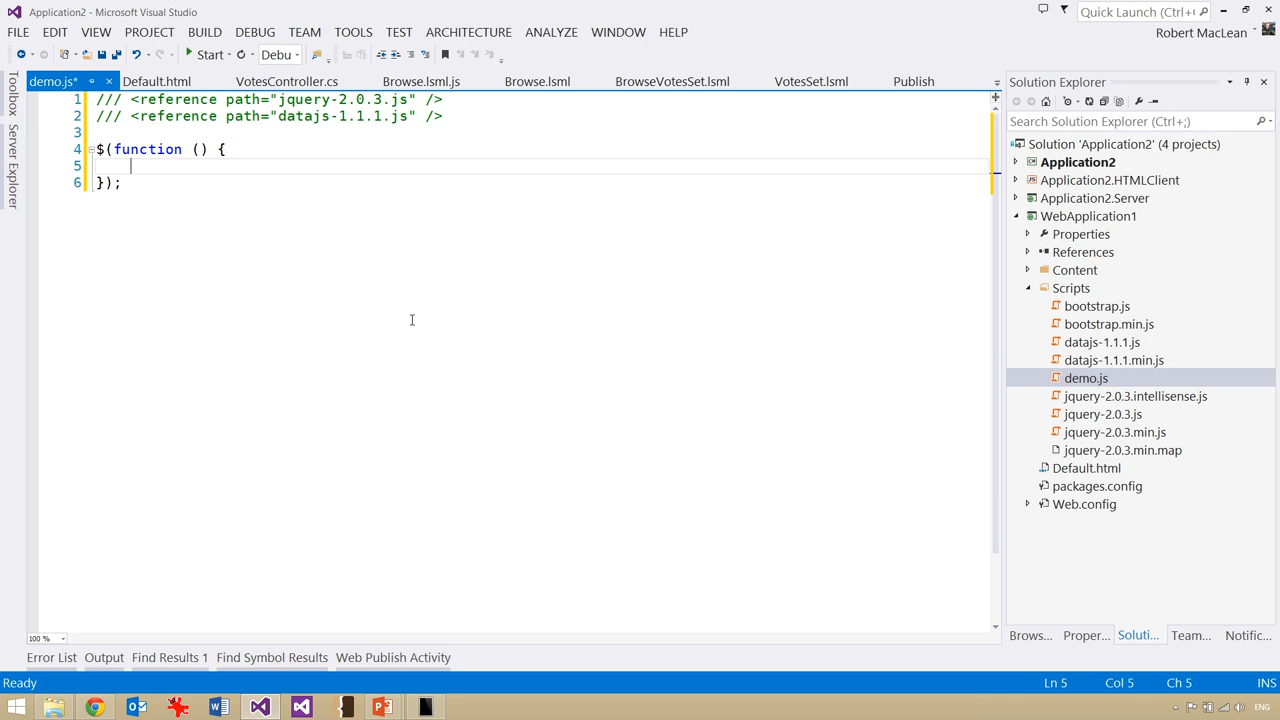 Application2 - Microsoft Visual Studio
Quick Launch (Ctrl+
FILE EDIT VIEW PROJECT BUILD DEBUG TEAM TOOLS TEST ARCHITECTURE ANALYZE WINDOW HELP
Robert MacLean
Start Debu
demo.js* Default.html VotesController.cs Browse.lsml.js Browse.lsml BrowseVotesSet.lsml VotesSet.lsml Publish
Toolbox
Server Explorer
1 /// <reference path="jquery-2.0.3.js" />
2 /// <reference path="datajs-1.1.1.js" />
3
4 $(function () {
5
6 });
100 %
Solution Explorer
Search Solution Explorer (Ctrl+;)
Solution 'Application2' (4 projects)
Application2
Application2.HTMLClient
Application2.Server
WebApplication1
Properties
References
Content
Scripts
bootstrap.js
bootstrap.min.js
datajs-1.1.1.js
datajs-1.1.1.min.js
demo.js
jquery-2.0.3.intellisense.js
jquery-2.0.3.js
jquery-2.0.3.min.js
jquery-2.0.3.min.map
Default.html
packages.config
Web.config
Brows... Proper... Soluti... Team... Notific...
Error List Output Find Results 1 Find Symbol Results Web Publish Activity
Ready Ln 5 Col 5 Ch 5 INS
ENG